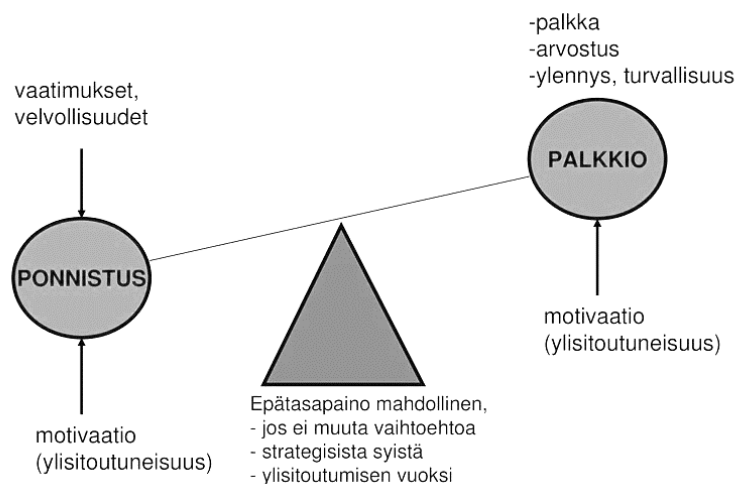 -palkka
-arvostus
-ylennys, turvallisuus
vaatimukset,
velvollisuudet
PALKKIO
PONNISTUS
motivaatio
(ylisitoutuneisuus)
motivaatio
(ylisitoutuneisuus)
Epätasapaino mahdollinen,
- jos ei muuta vaihtoehtoa
- strategisista syistä
- ylisitoutumisen vuoksi